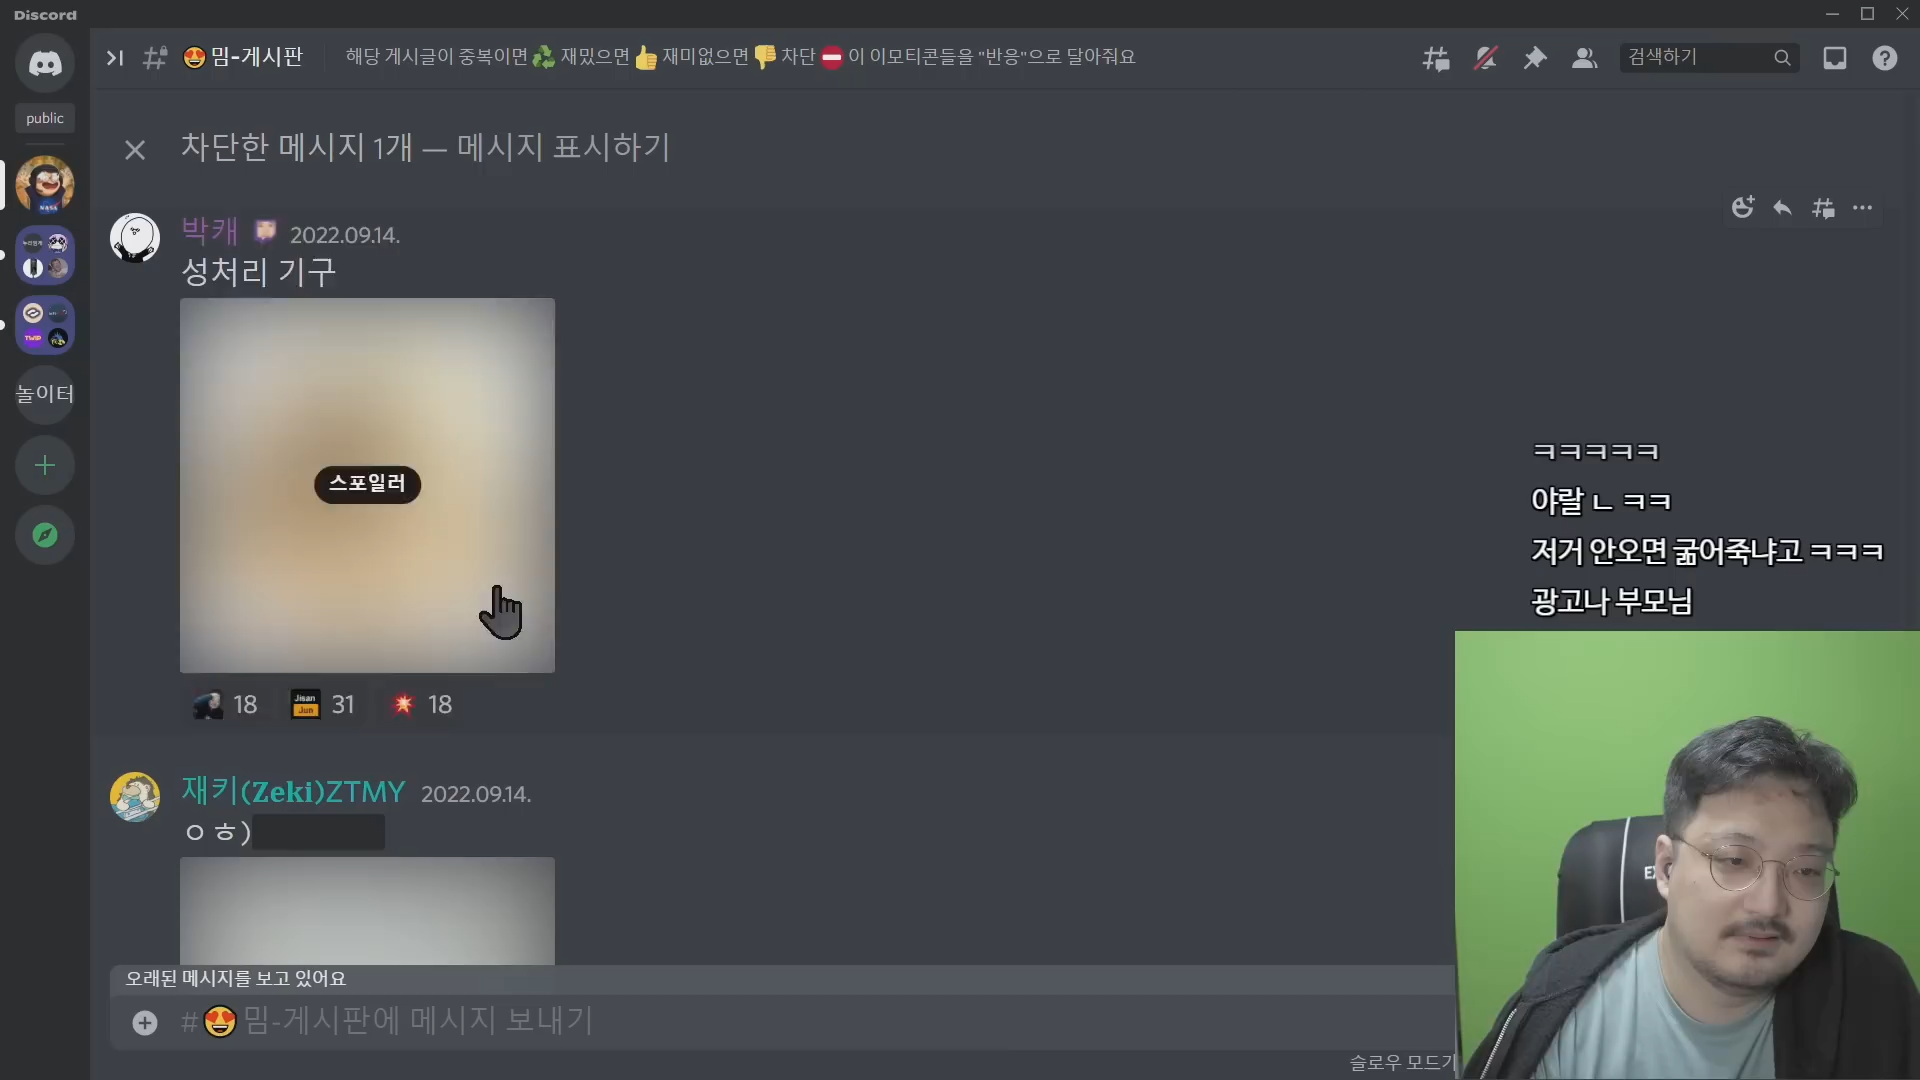 Discord
밈-게시판
해당 게시글이 중복이면 재밌으면 재미없으면 차단 이 이모티콘들을 "반응"으로 달아줘요
검색하기
public
차단한 메시지 1개 — 메시지 표시하기
박캐 2022.09.14.
성처리 기구
스포일러
TWIP
놀이터
18 Jisan Jun 31 18
ㅋㅋㅋㅋㅋ
야랄 ㄴ ㅋㅋ
저거 안오면 굶어죽냐고 ㅋㅋㅋ
광고나 부모님
재키(Zeki)ZTMY 2022.09.14.
ㅇㅎ)
오래된 메시지를 보고 있어요
#밈-게시판에 메시지 보내기
슬로우 모드가